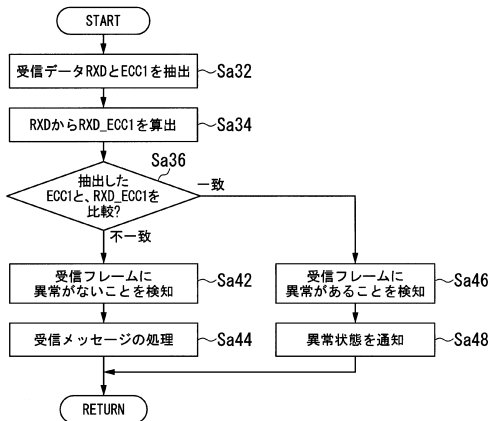 START
受信データRXDとECC1を抽出
Sa32
RXDからRXD_ECC1を算出
Sa34
Sa36
抽出した
ECC1と、RXD_ECC1を
比較?
一致
不一致
受信フレームに
異常がないことを検知
Sa42
受信フレームに
異常があることを検知
Sa46
受信メッセージの処理
Sa44
異常状態を通知
Sa48
RETURN